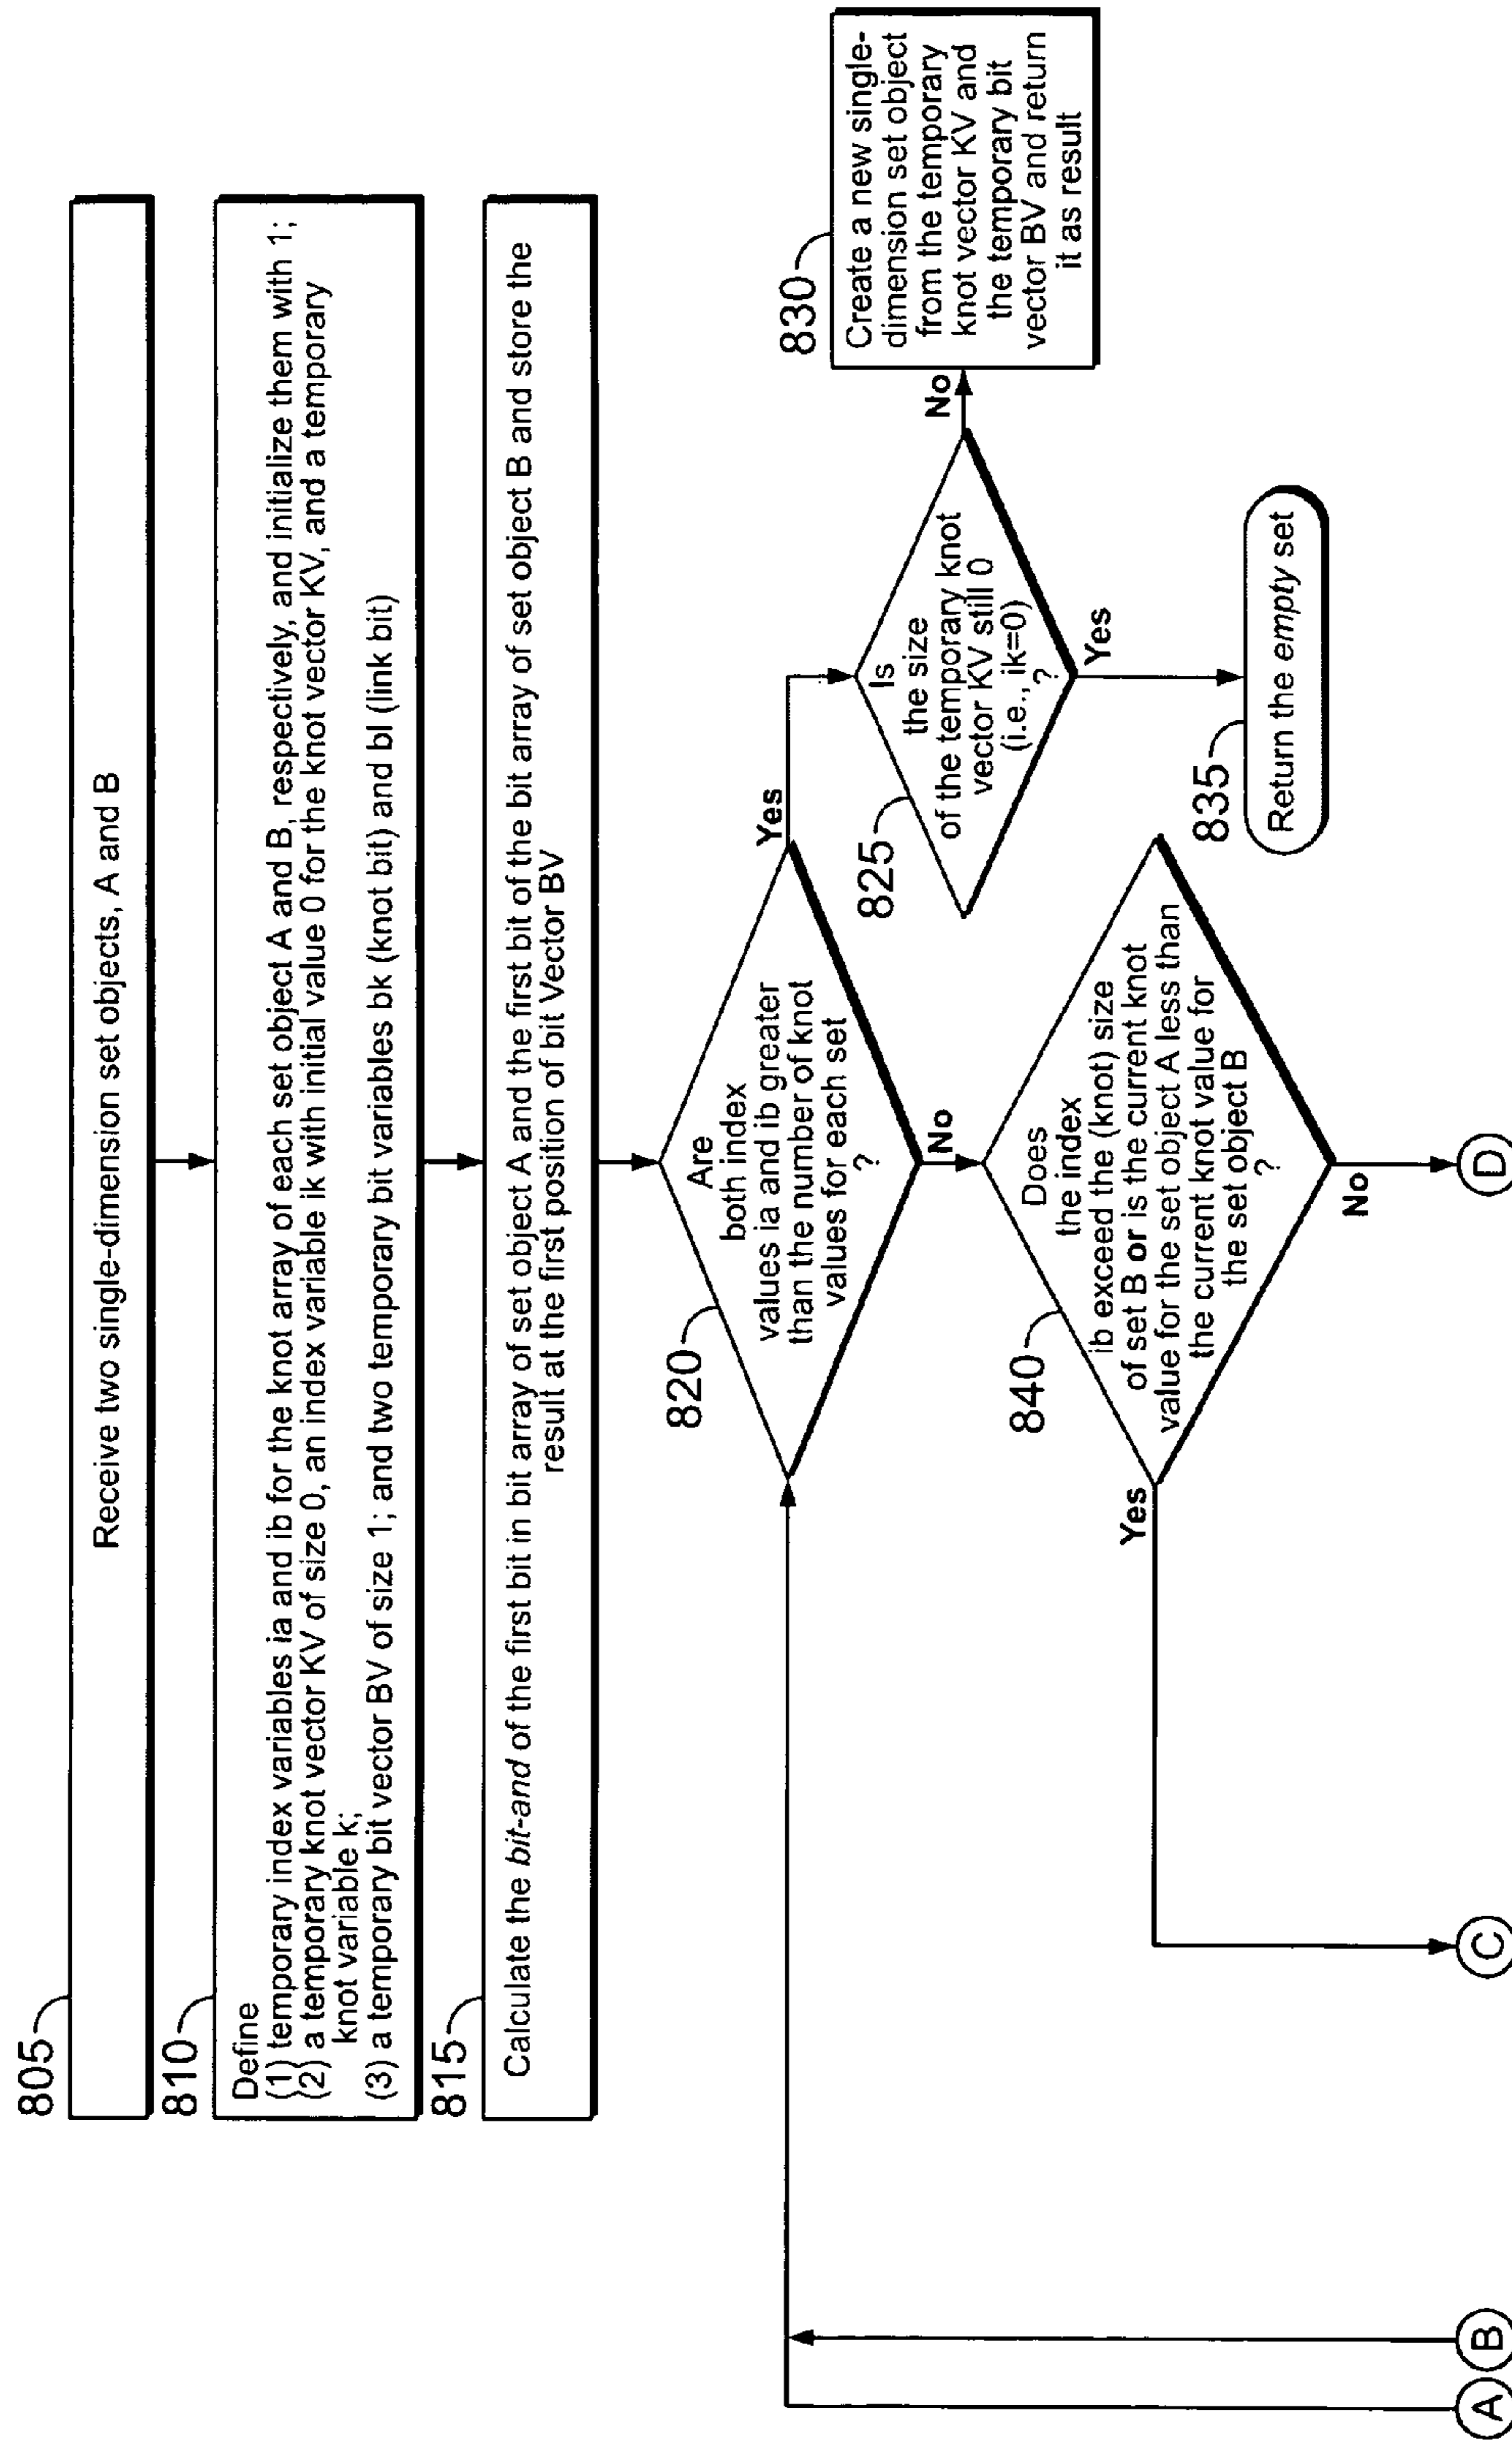 805
Receive two single-dimension set objects, A and B
810
Define
(1) temporary index variables ia and ib for the knot array of each set object A and B, respectively, and initialize them with 1;
(2) a temporary knot vector KV of size 0, an index variable ik with initial value 0 for the knot vector KV, and a temporary
knot variable k;
(3) a temporary bit vector BV of size 1; and two temporary bit variables bk (knot bit) and bl (link bit)
815
Calculate the bit-and of the first bit in bit array of set object A and the first bit of the bit array of set object B and store the
result at the first position of bit Vector BV
820
Are
both index
values ia and ib greater
than the number of knot
values for each set
?
Yes
No
825
Is
the size
of the temporary knot
vector KV still 0
(i.e., ik=0)
?
No
Yes
830
Create a new single-
dimension set object
from the temporary
knot vector KV and
the temporary bit
vector BV and return
it as result
835
Return the empty set
840
Does
the index
ib exceed the (knot) size
of set B or is the current knot
value for the set object A less than
the current knot value for
the set object B
?
Yes
No
A
B
C
D